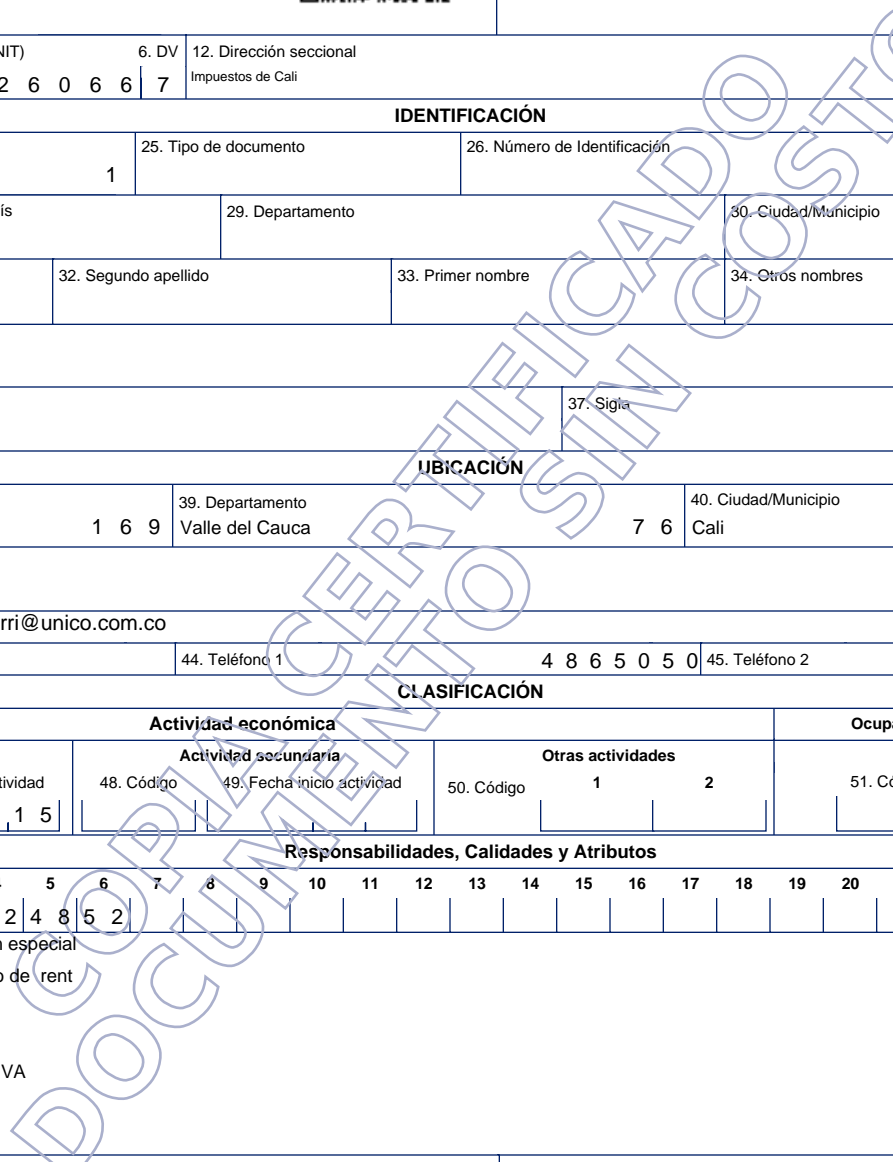 NIT) 6. DV 12. Dirección seccional
2 6 0 6 6 7 Impuestos de Cali
IDENTIFICACIÓN
1 25. Tipo de documento 26. Número de Identificación
ís 29. Departamento 30. Ciudad/Municipio
32. Segundo apellido 33. Primer nombre 34. Otros nombres
37. Sigla
UBICACIÓN
39. Departamento 40. Ciudad/Municipio
1 6 9 Valle del Cauca 7 6 Cali
rri@unico.com.co
44. Teléfono 1 4 8 6 5 0 5 0 45. Teléfono 2
CLASIFICACIÓN
Actividad económica Ocupa
Actividad secundaria Otras actividades
tividad 48. Código 49. Fecha inicio actividad 50. Código 1 2 51. Có
1 5
Responsabilidades, Calidades y Atributos
5 6 7 8 9 10 11 12 13 14 15 16 17 18 19 20
2 4 8 5 2
n especial
o de rent
VA
COPIA CERTIFICADO
DOCUMENTO SIN COSTO